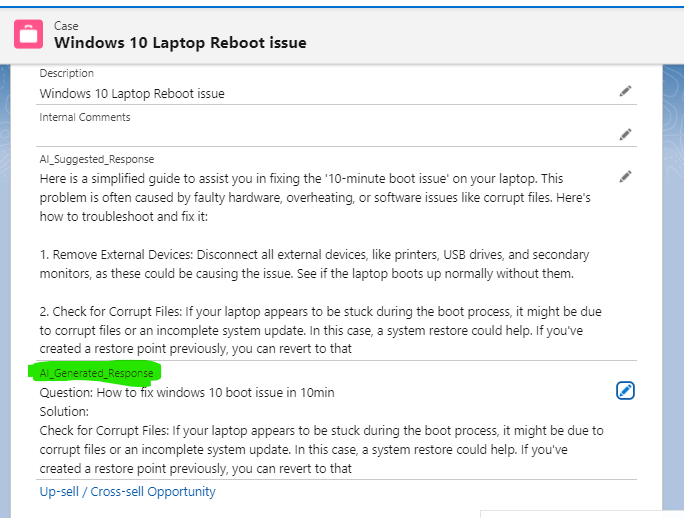 Case
Windows 10 Laptop Reboot issue
Description
Windows 10 Laptop Reboot issue
Internal Comments
AI_Suggested_Response
Here is a simplified guide to assist you in fixing the '10-minute boot issue' on your laptop. This
problem is often caused by faulty hardware, overheating, or software issues like corrupt files. Here's
how to troubleshoot and fix it:
1. Remove External Devices: Disconnect all external devices, like printers, USB drives, and secondary
monitors, as these could be causing the issue. See if the laptop boots up normally without them.
2. Check for Corrupt Files: If your laptop appears to be stuck during the boot process, it might be due
to corrupt files or an incomplete system update. In this case, a system restore could help. If you've
created a restore point previously, you can revert to that
AI_Generated_Response
Question: How to fix windows 10 boot issue in 10min
Solution:
Check for Corrupt Files: If your laptop appears to be stuck during the boot process, it might be due to
corrupt files or an incomplete system update. In this case, a system restore could help. If you've
created a restore point previously, you can revert to that
Up-sell / Cross-sell Opportunity